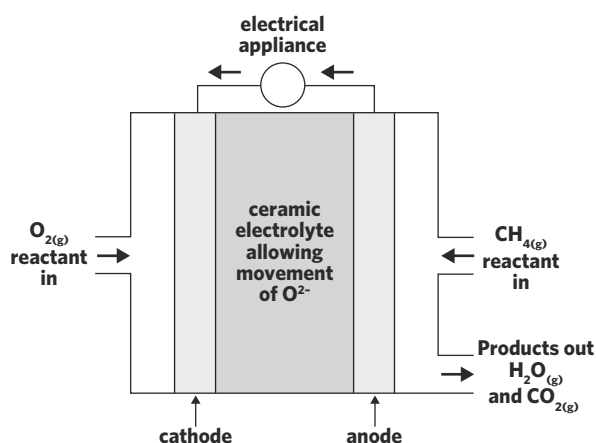 electrical
appliance
O₂₍g₎
reactant
in
ceramic
electrolyte
allowing
movement
of O²⁻
CH₄₍g₎
reactant
in
Products out
H₂O₍g₎
and CO₂₍g₎
cathode
anode